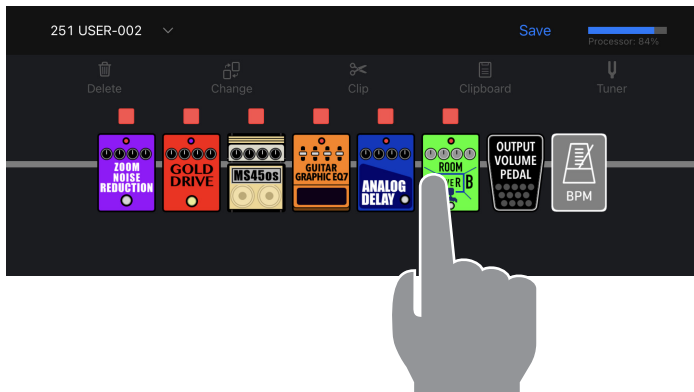 251 USER-002
Save
Processor: 84%
Delete
Change
Clip
Clipboard
Tuner
ZOOM
NOISE
REDUCTION
GOLD
DRIVE
MS45os
GUITAR
GRAPHIC EQ7
ANALOG
DELAY
ROOM
OUTPUT
VOLUME
PEDAL
BPM